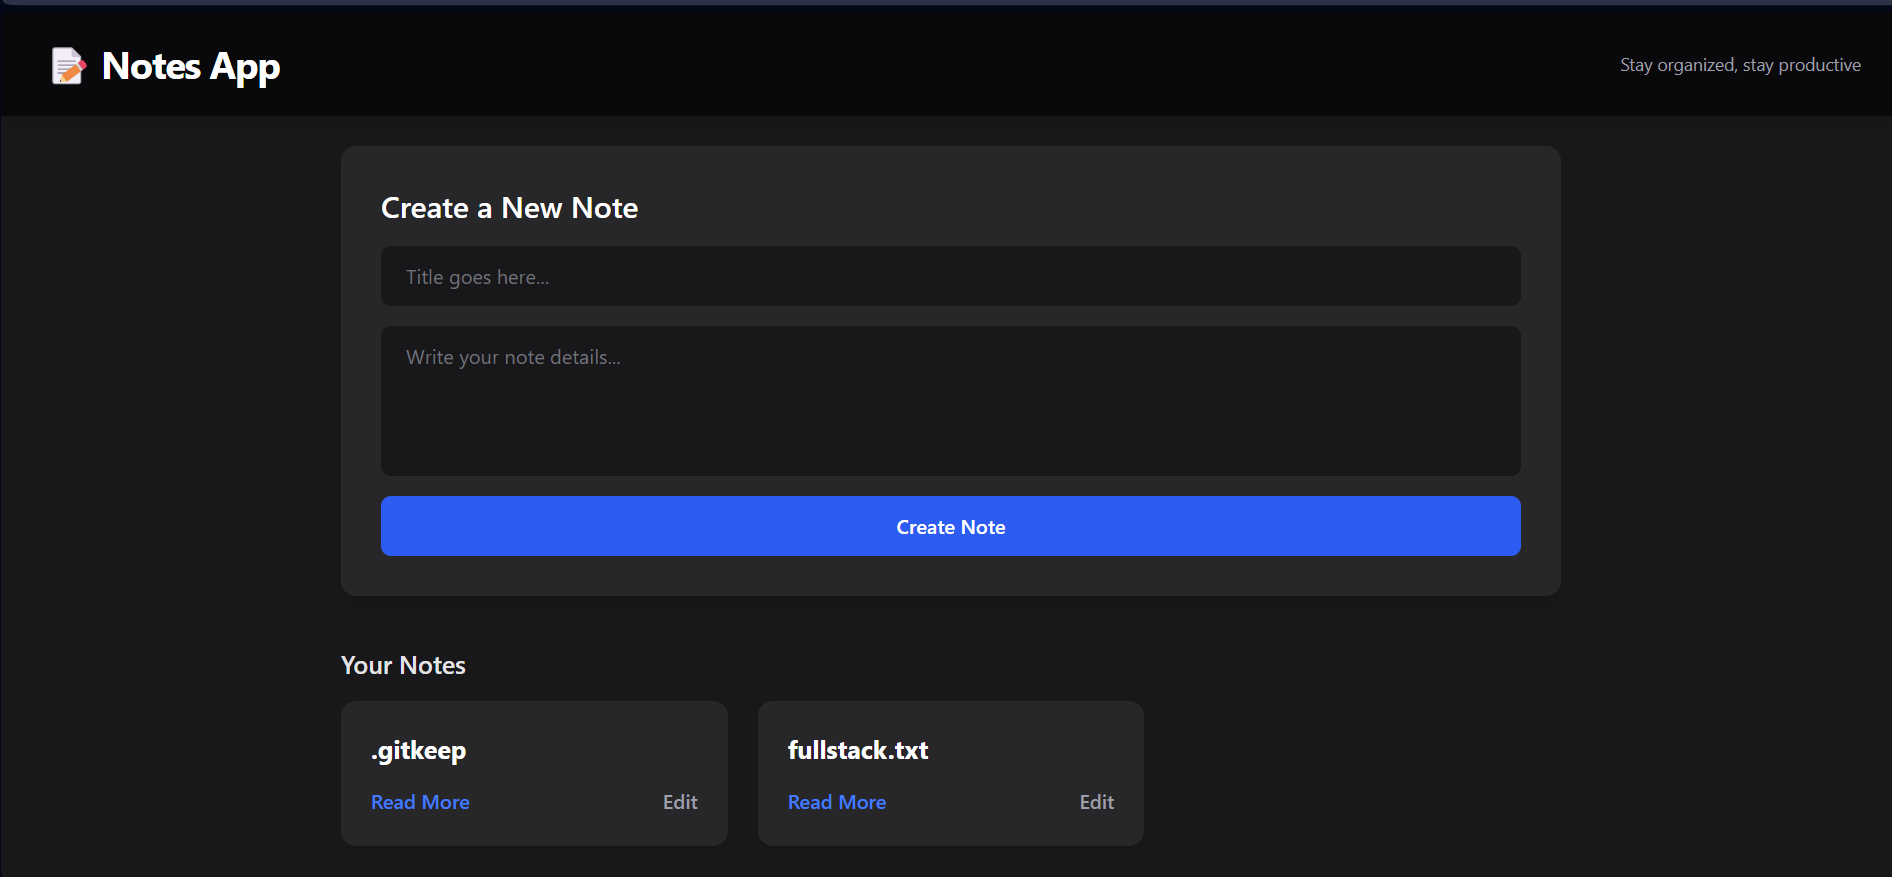 Notes App
Stay organized, stay productive
Create a New Note
Title goes here...
Write your note details...
Create Note
Your Notes
.gitkeep
Read More
Edit
fullstack.txt
Read More
Edit